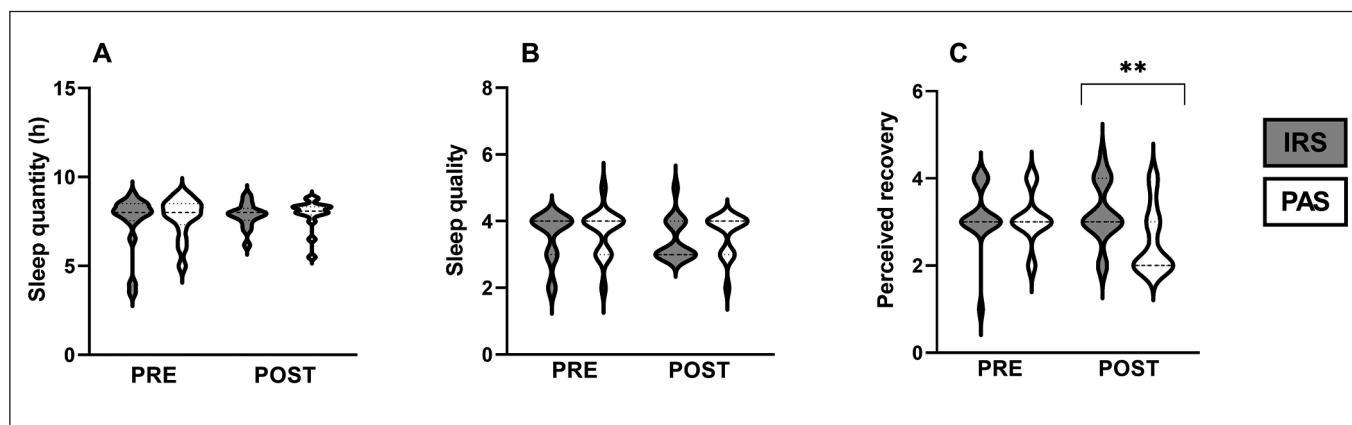 A
Sleep quantity (h)
15
10
5
0
PRE
POST
B
Sleep quality
8
6
4
2
0
PRE
POST
C
**
Perceived recovery
6
4
2
0
PRE
POST
IRS
PAS